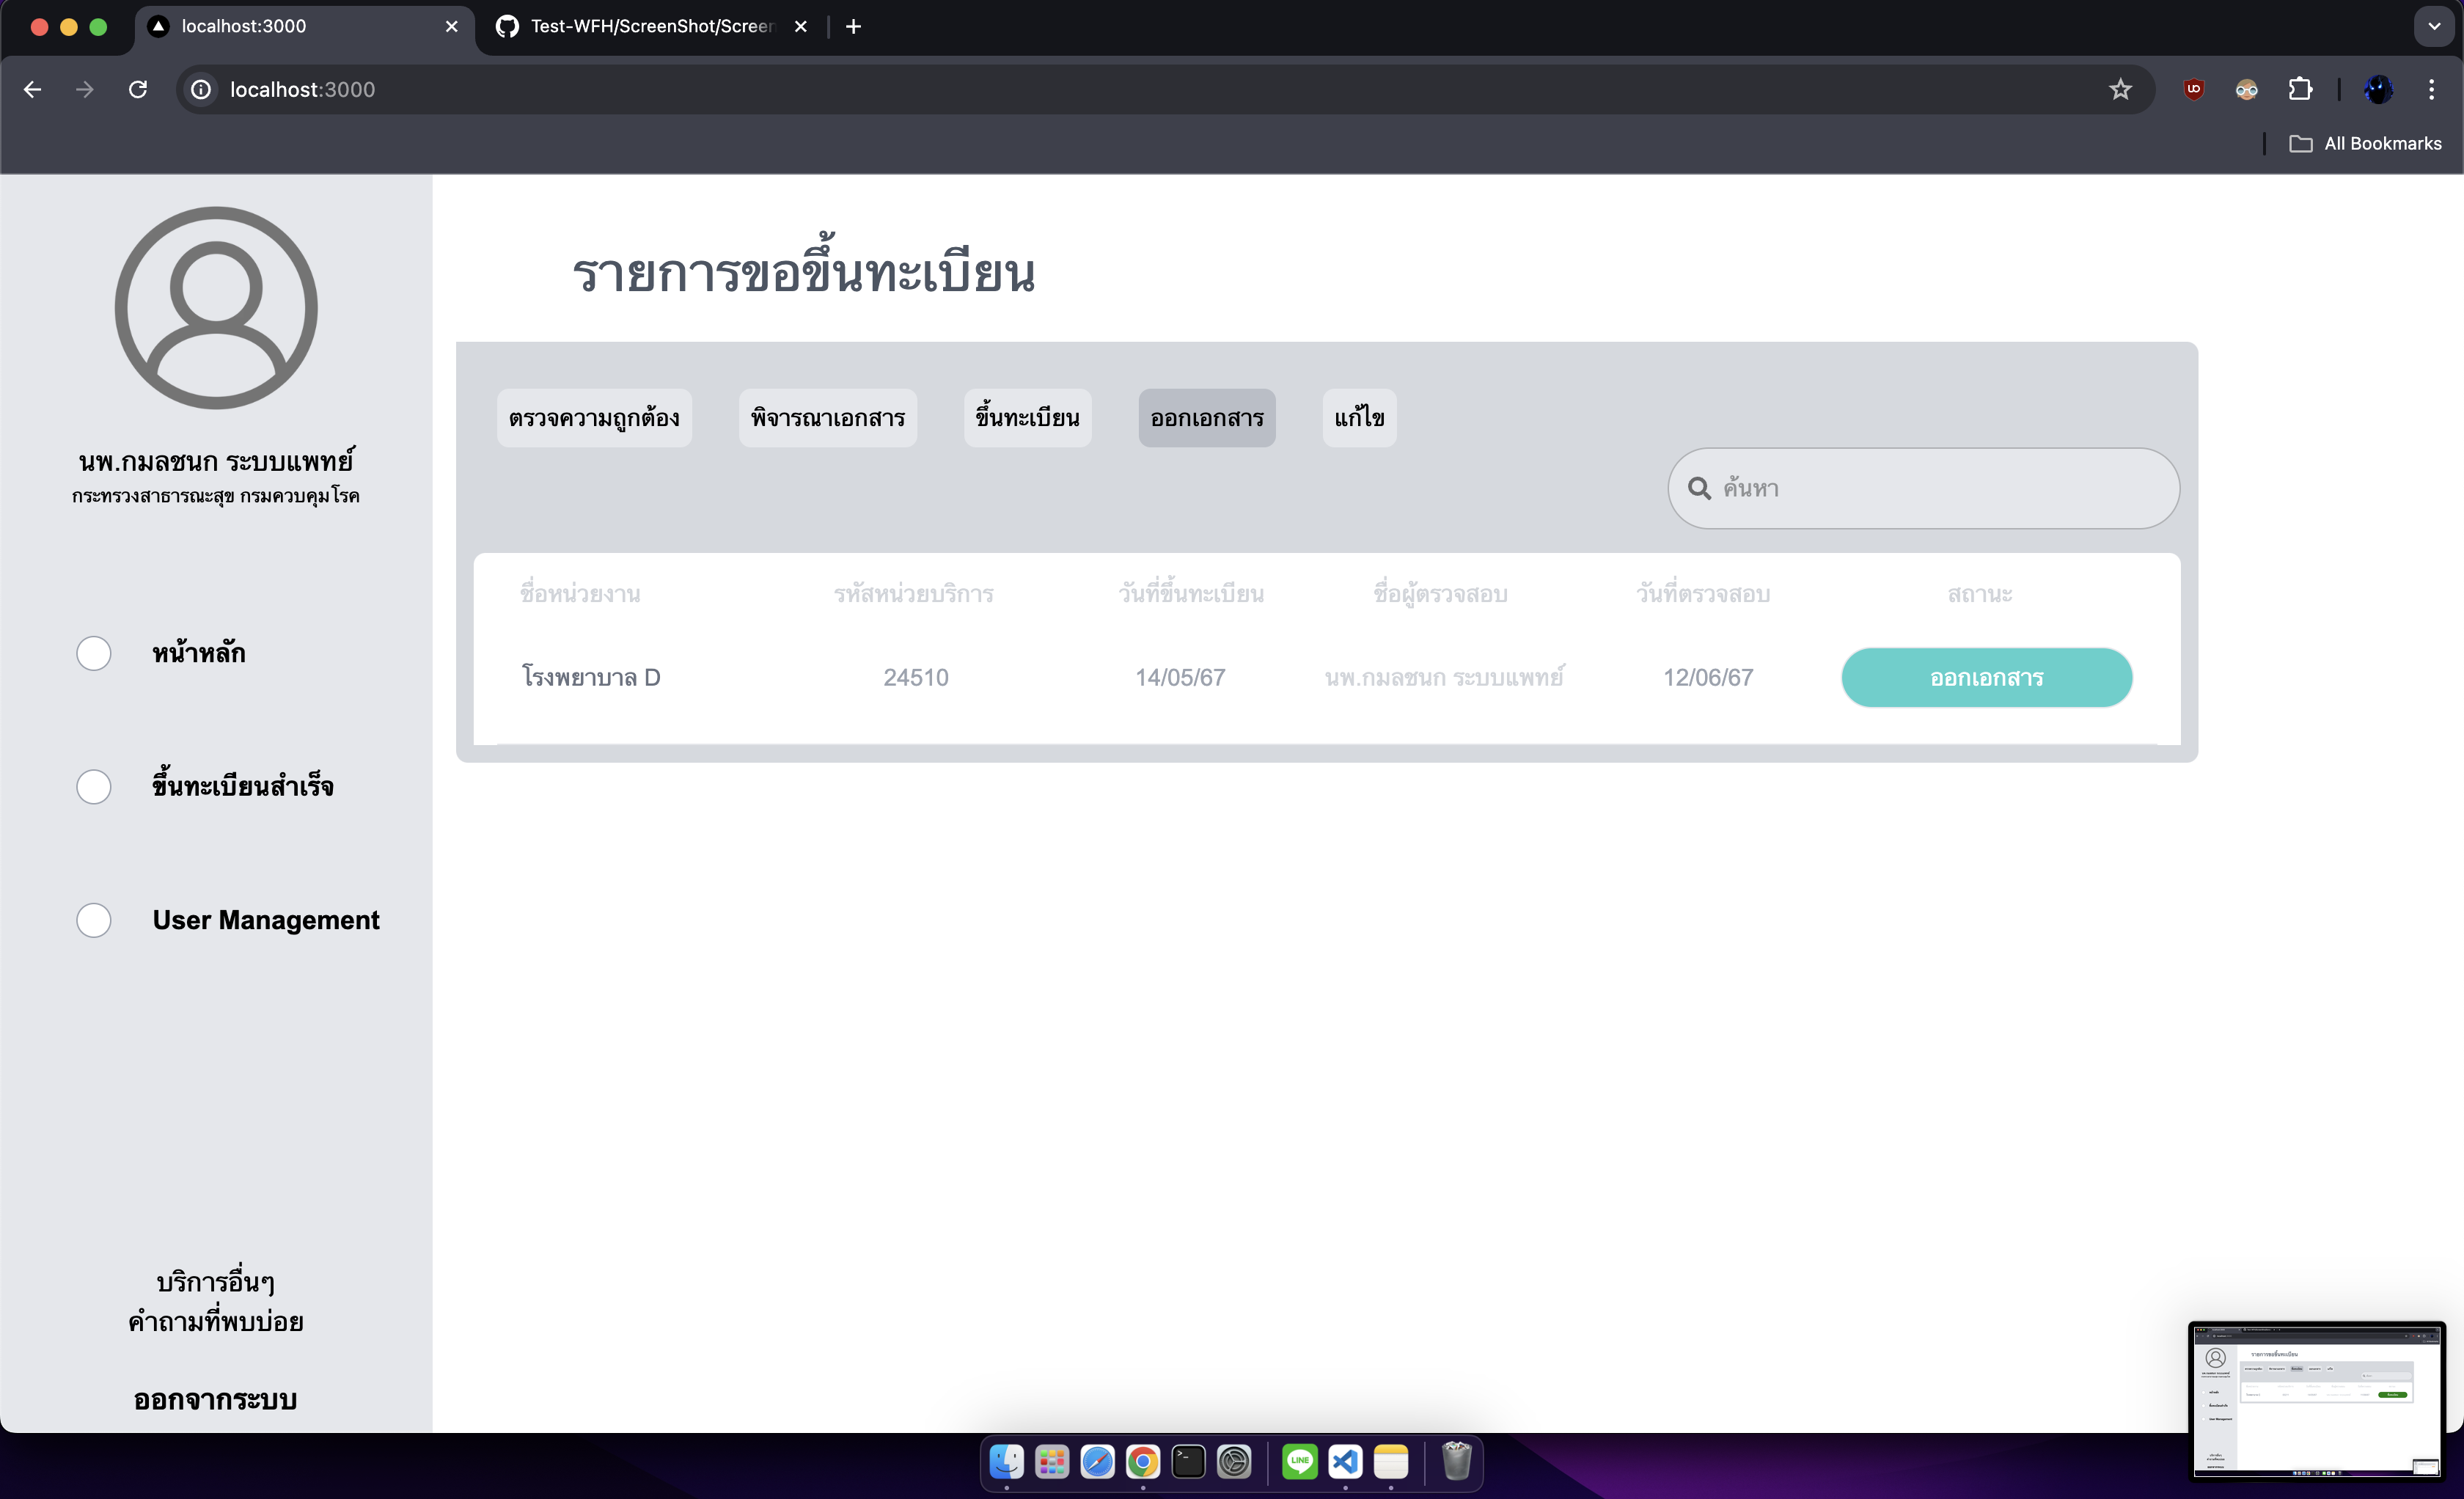 localhost:3000
Test-WFH/ScreenShot/Screen
localhost:3000
All Bookmarks
นพ.กมลชนก ระบบแพทย์
กระทรวงสาธารณะสุข กรมควบคุมโรค
หน้าหลัก
ขึ้นทะเบียนสำเร็จ
User Management
บริการอื่นๆ
คำถามที่พบบ่อย
ออกจากระบบ
รายการขอขึ้นทะเบียน
ตรวจความถูกต้อง พิจารณาเอกสาร ขึ้นทะเบียน ออกเอกสาร แก้ไข
ค้นหา
ชื่อหน่วยงาน รหัสหน่วยบริการ วันที่ขึ้นทะเบียน ชื่อผู้ตรวจสอบ วันที่ตรวจสอบ สถานะ
โรงพยาบาล D 24510 14/05/67 นพ.กมลชนก ระบบแพทย์ 12/06/67 ออกเอกสาร
LINE